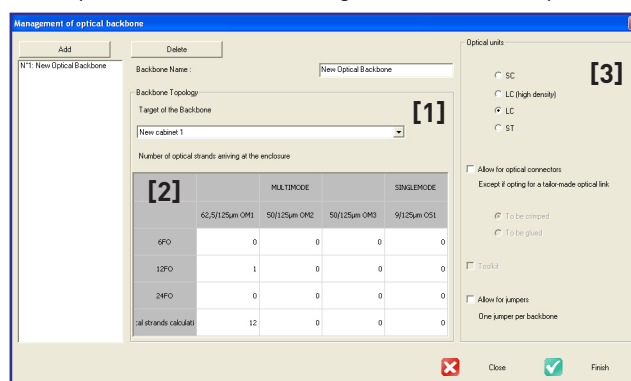 Management of optical backbone
Add
Delete
N°1: New Optical Backbone
Backbone Name :
New Optical Backbone
Backbone Topology
[1]
Target of the Backbone
New cabinet 1
Number of optical strands arriving at the enclosure
[2]
MULTIMODE
SINGLEMODE
62,5/125µm OM1
50/125µm OM2
50/125µm OM3
9/125µm OS1
6FO 0 0 0 0
12FO 1 0 0 0
24FO 0 0 0 0
:al strands calculati 12 0 0 0
Optical units
[3]
SC
LC (high density)
LC
ST
Allow for optical connectors
Except if opting for a tailor-made optical link
To be crimped
To be glued
Toolkit
Allow for jumpers
One jumper per backbone
Close
Finish